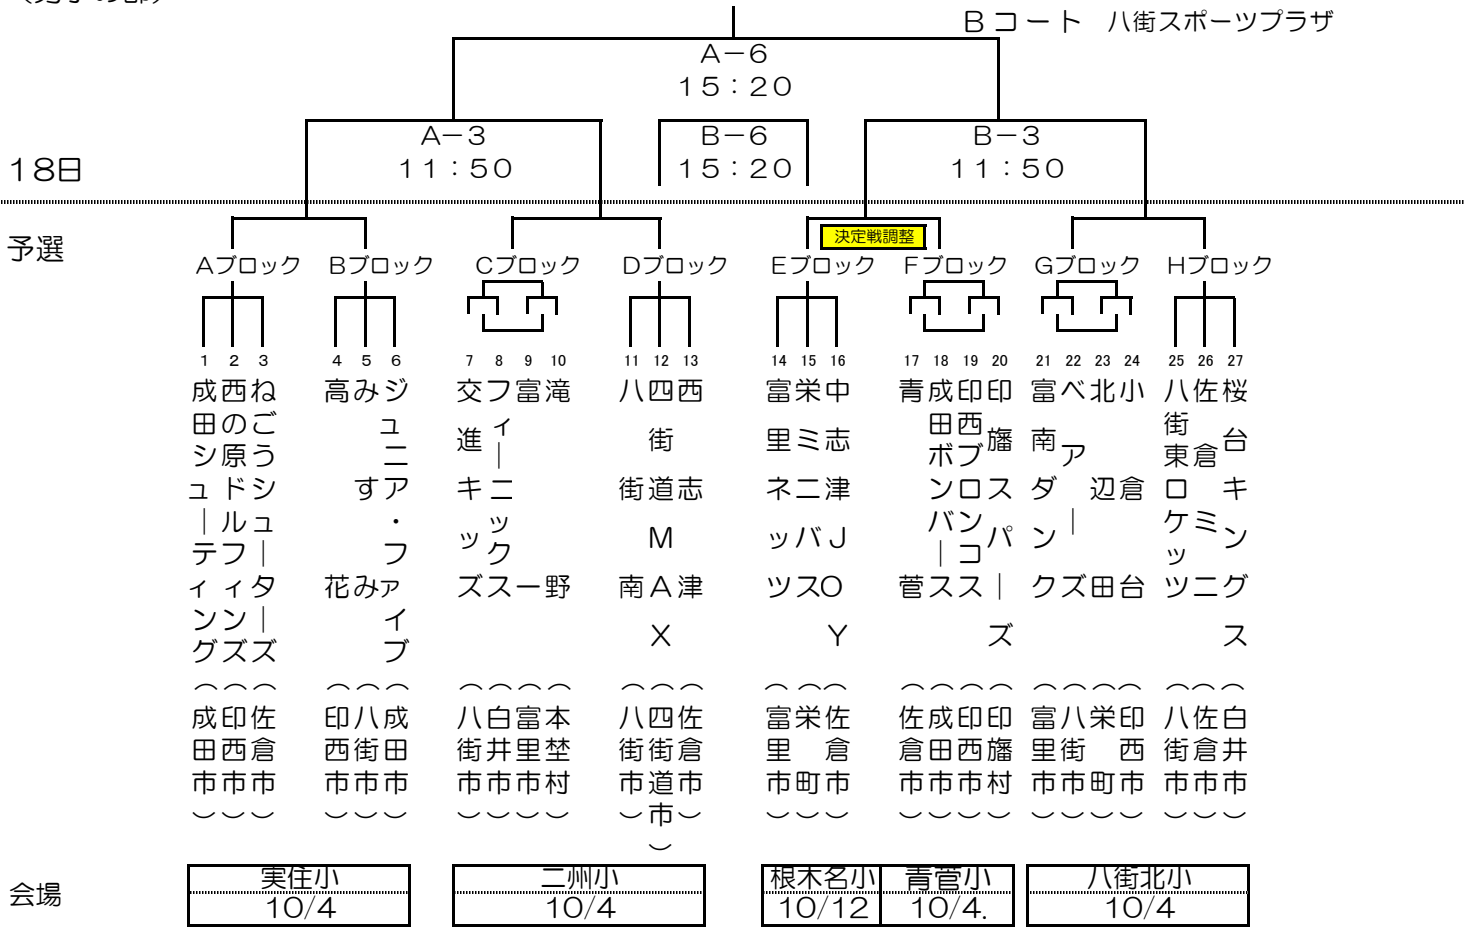 Bコート　八街スポーツプラザ
A－6
15：20
A－3
11：50
B－6
15：20
B－3
11：50
18日
予選
決定戦調整
Aブロック
Bブロック
Cブロック
Dブロック
Eブロック
Fブロック
Gブロック
Hブロック
1 成田シューティング（成田市）
2 西の原ドルフィンズ（印西市）
3 ねごうシューターズ（佐倉市）
4 高すみ花（印西市）
5 みすみ（八街市）
6 ジュニア・ファイブ（成田市）
7 交進キッズ（八街市）
8 フィーニックス（白井市）
9 富一（富里市）
10 滝野（本埜村）
11 八街南（八街市）
12 四街道MAX（四街道市）
13 西志津（佐倉市）
14 富里ネッツ（富里市）
15 栄ミニバス（栄町）
16 中志津JOY（佐倉市）
17 青菅（佐倉市）
18 成田ボンバース（成田市）
19 印西ブロンコス（印西市）
20 印旛スパーズ（印旛村）
21 富南ダンク（富里市）
22 ベアーズ（八街市）
23 北辺田（栄町）
24 小倉台（印西市）
25 八街東ロケッツ（八街市）
26 佐倉ミニ（佐倉市）
27 桜台キングス（白井市）
会場
実住小
10/4
二州小
10/4
根木名小
10/12
青菅小
10/4.
八街北小
10/4